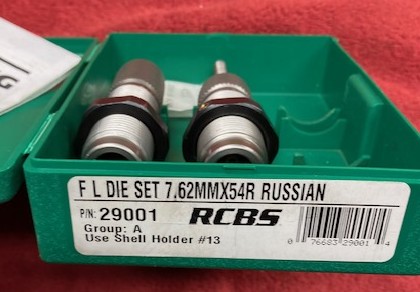 F L DIE SET 7.62MMX54R RUSSIAN
P/N: 29001 RCBS
Group: A
Use Shell Holder #13
0 76683 29001 4